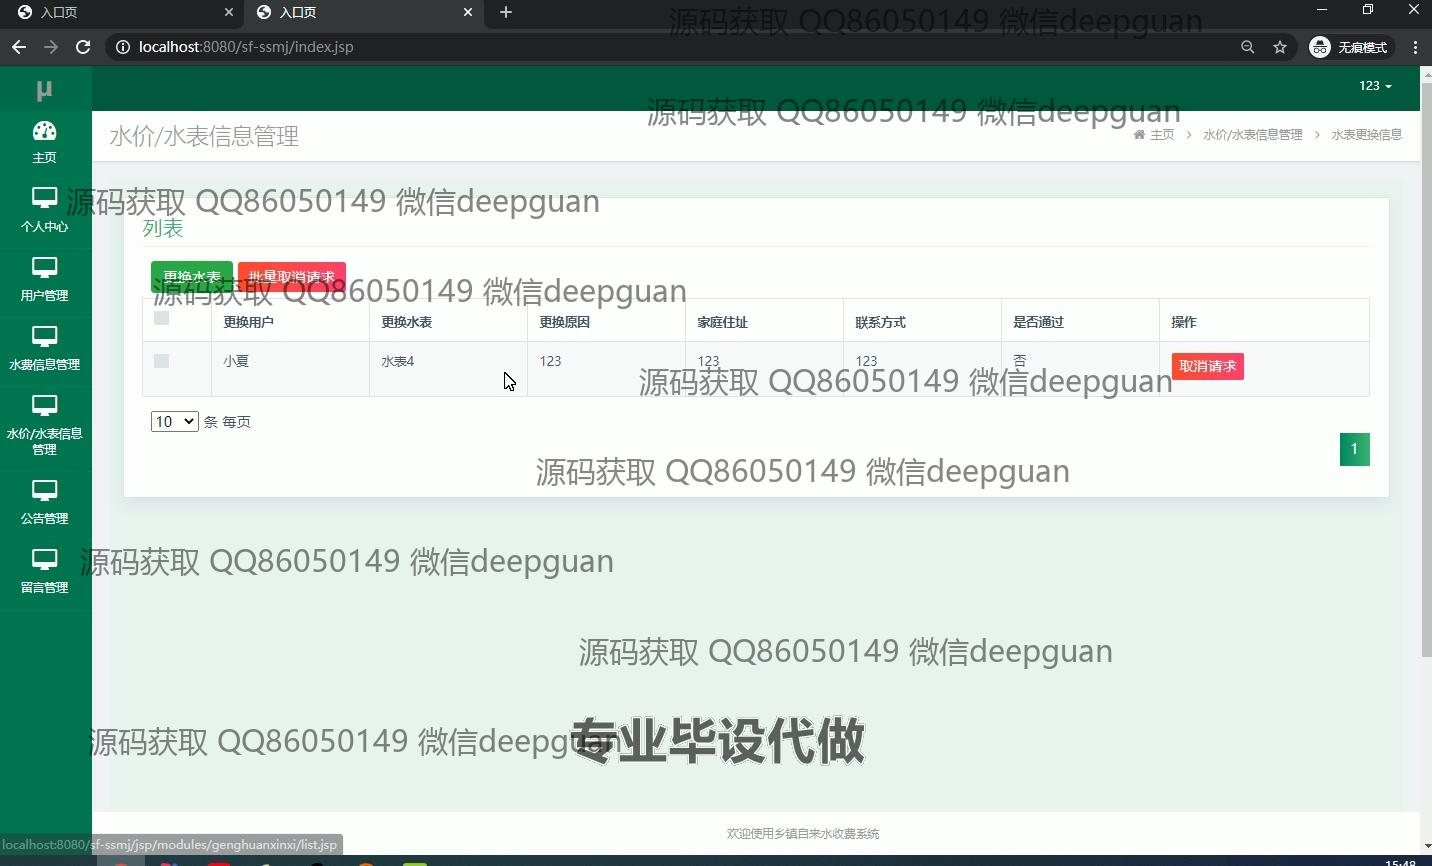 入口页
入口页
localhost:8080/sf-ssmj/index.jsp
无痕模式
源码获取 QQ86050149 微信deepguan
μ
123
源码获取 QQ86050149 微信deepguan
水价/水表信息管理
主页 > 水价/水表信息管理 > 水表更换信息
主页
源码获取 QQ86050149 微信deepguan
个人中心
列表
更换水表 批量取消请求
源码获取 QQ86050149 微信deepguan
用户管理
更换用户 更换水表 更换原因 家庭住址 联系方式 是否通过 操作
小夏 水表4 123 123 123 否 取消请求
水费信息管理
源码获取 QQ86050149 微信deepguan
10 条 每页
水价/水表信息
管理
1
源码获取 QQ86050149 微信deepguan
公告管理
源码获取 QQ86050149 微信deepguan
留言管理
源码获取 QQ86050149 微信deepguan
源码获取 QQ86050149 微信deepguan
专业毕设代做
欢迎使用乡镇自来水收费系统
localhost:8080/sf-ssmj/jsp/modules/genghuanxinxi/list.jsp
15:48